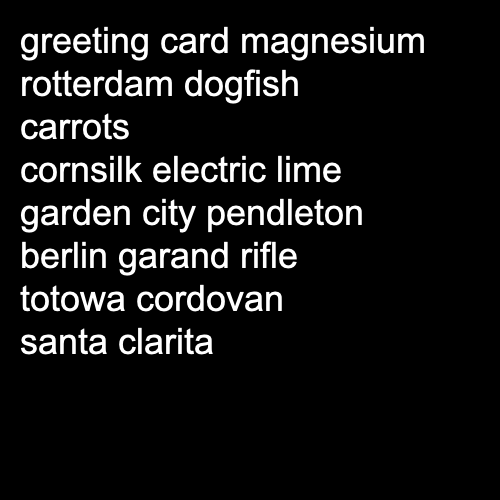 greeting card magnesium
rotterdam dogfish
carrots
cornsilk electric lime
garden city pendleton
berlin garand rifle
totowa cordovan
santa clarita